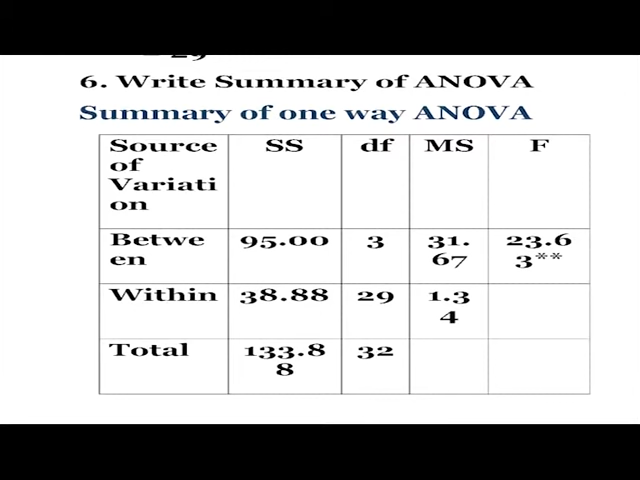 6. Write Summary of ANOVA
Summary of one way ANOVA
Source of Variati on SS df MS F
Betwe en 95.00 3 31. 67 23.6 3**
Within 38.88 29 1.3 4
Total 133.8 8 32